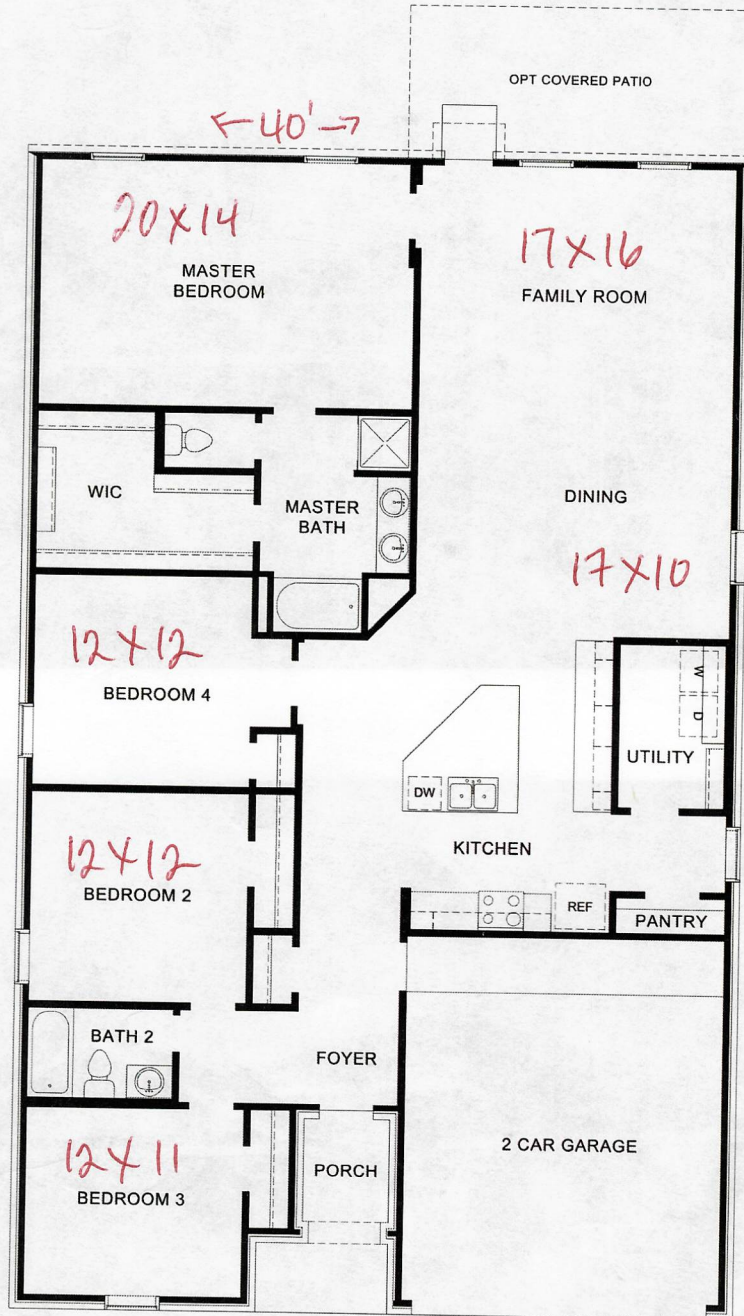 OPT COVERED PATIO
←40'→
20X14
MASTER
BEDROOM
17X16
FAMILY ROOM
WIC
MASTER
BATH
DINING
17X10
12X12
BEDROOM 4
W
D
UTILITY
DW
KITCHEN
12X12
BEDROOM 2
REF
PANTRY
BATH 2
FOYER
12X11
BEDROOM 3
PORCH
2 CAR GARAGE